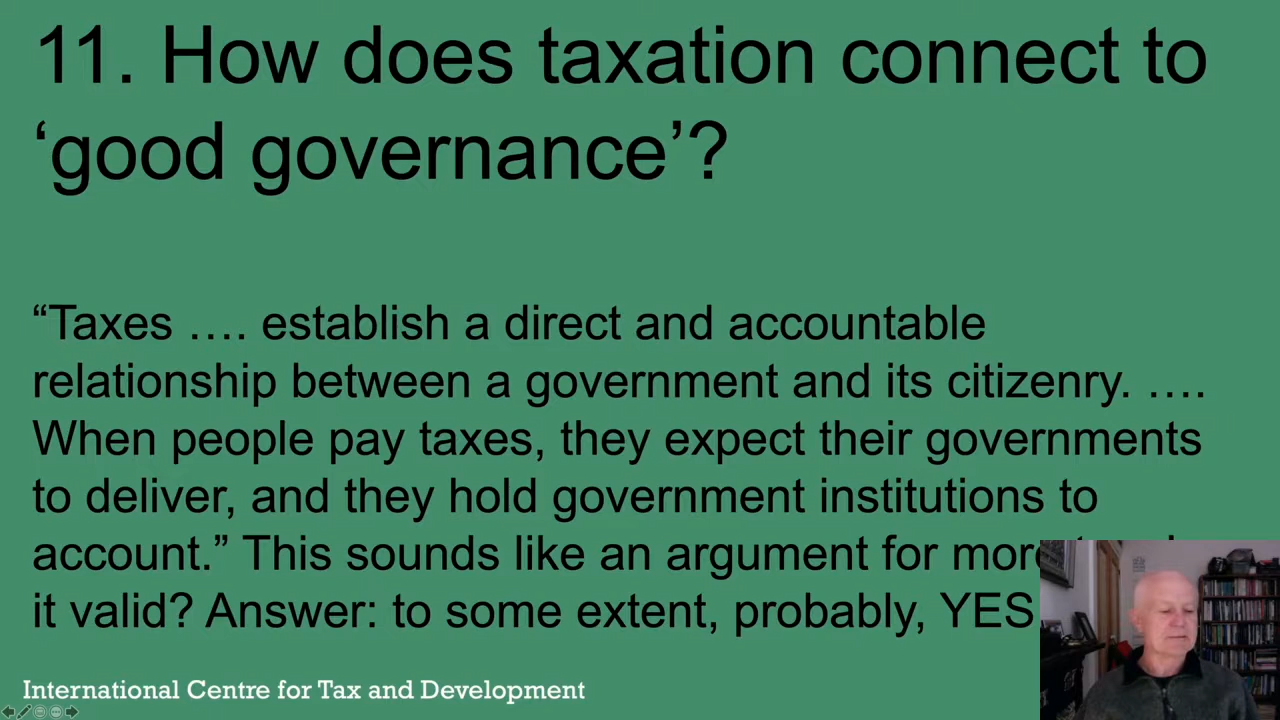 11. How does taxation connect to
‘good governance’?
“Taxes …. establish a direct and accountable
relationship between a government and its citizenry. ….
When people pay taxes, they expect their governments
to deliver, and they hold government institutions to
account.” This sounds like an argument for more
it valid? Answer: to some extent, probably, YES
International Centre for Tax and Development